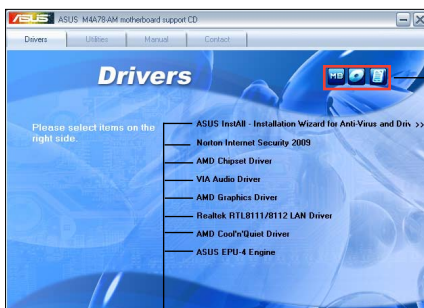 ASUS ASUS M4A78-AM motherboard support CD
Drivers Utilities Manual Contact
Drivers
MB
Please select items on the
right side.
ASUS InstAll - Installation Wizard for Anti-Virus and Driv >>
Norton Internet Security 2009
AMD Chipset Driver
VIA Audio Driver
AMD Graphics Driver
Realtek RTL8111/8112 LAN Driver
AMD Cool'n'Quiet Driver
ASUS EPU-4 Engine